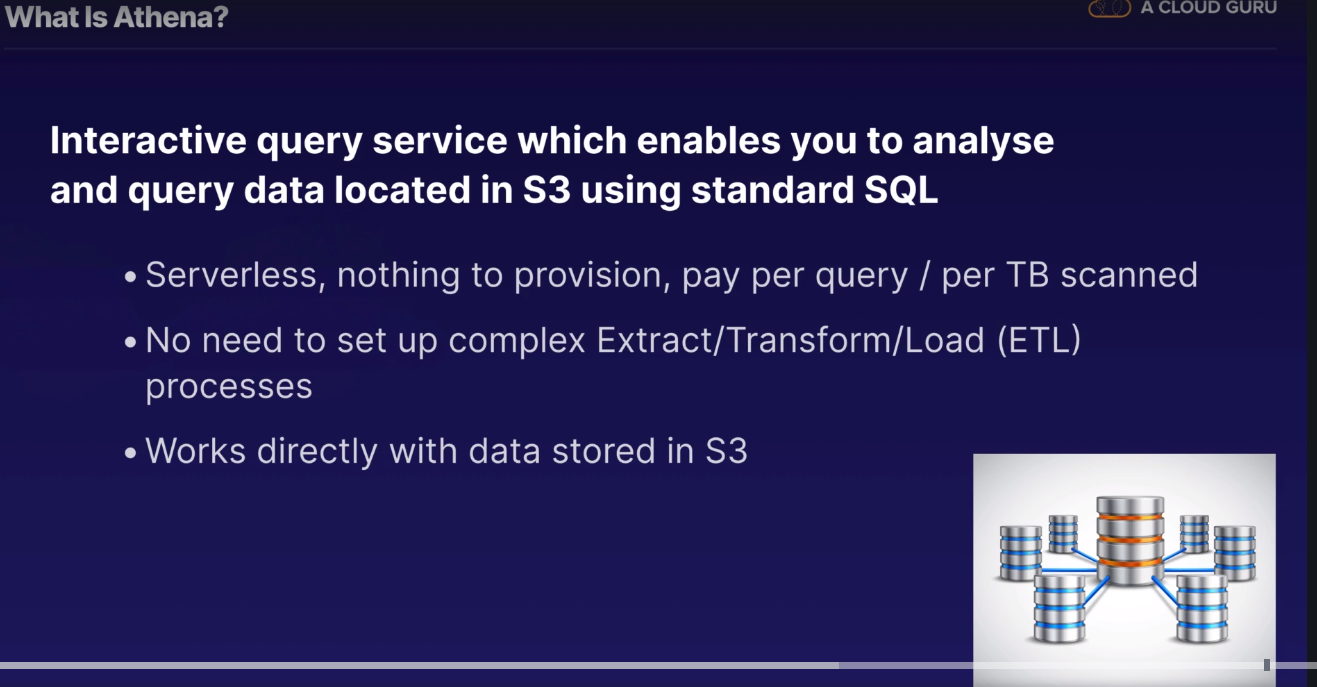 What Is Athena?
A CLOUD GURU
Interactive query service which enables you to analyse
and query data located in S3 using standard SQL
• Serverless, nothing to provision, pay per query / per TB scanned
• No need to set up complex Extract/Transform/Load (ETL)
processes
• Works directly with data stored in S3